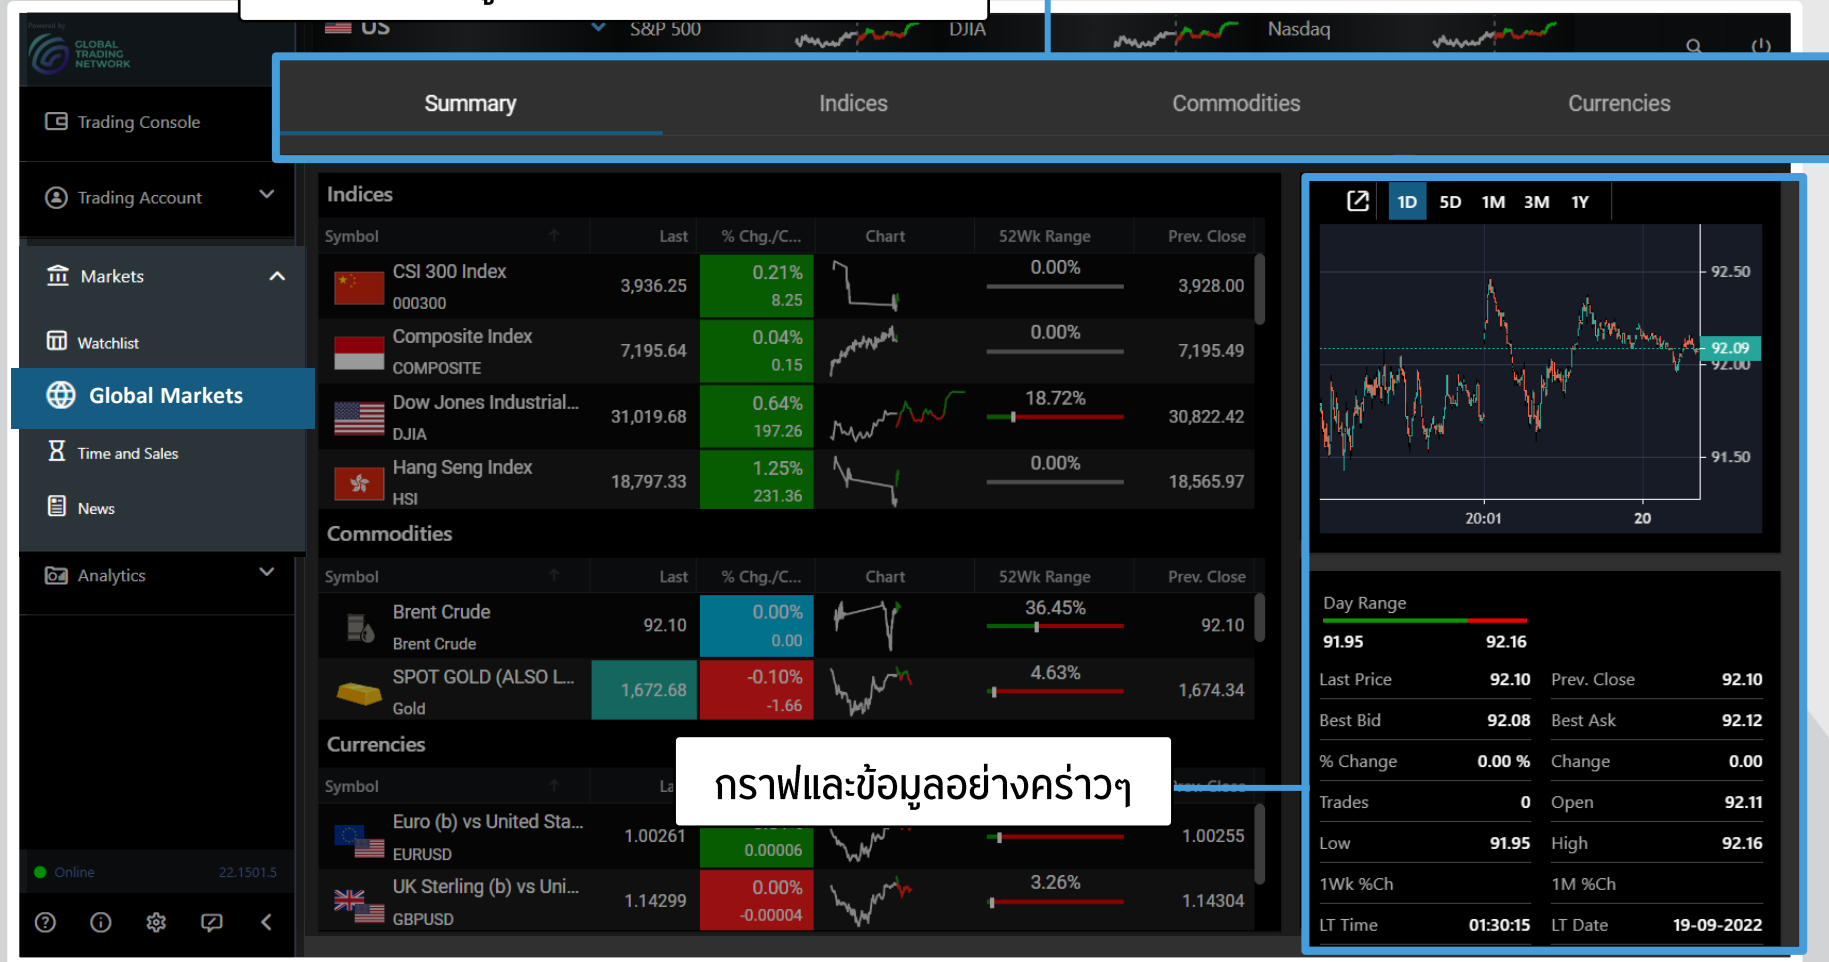 Powered by
GLOBAL
TRADING
NETWORK
US
S&P 500
DJIA
Nasdaq
Summary
Indices
Commodities
Currencies
Trading Console
Trading Account
Markets
Watchlist
Global Markets
Time and Sales
News
Analytics
Online
22.1501.5
Indices
Symbol Last % Chg./C... Chart 52Wk Range Prev. Close
CSI 300 Index
000300
3,936.25
0.21%
8.25
0.00%
3,928.00
Composite Index
COMPOSITE
7,195.64
0.04%
0.15
0.00%
7,195.49
Dow Jones Industrial...
DJIA
31,019.68
0.64%
197.26
18.72%
30,822.42
Hang Seng Index
HSI
18,797.33
1.25%
231.36
0.00%
18,565.97
Commodities
Symbol Last % Chg./C... Chart 52Wk Range Prev. Close
Brent Crude
Brent Crude
92.10
0.00%
0.00
36.45%
92.10
SPOT GOLD (ALSO L...
Gold
1,672.68
-0.10%
-1.66
4.63%
1,674.34
Currencies
Symbol
กราฟและข้อมูลอย่างคร่าวๆ
Euro (b) vs United Sta...
EURUSD
1.00261
0.00006
1.00255
UK Sterling (b) vs Uni...
GBPUSD
1.14299
0.00%
-0.00004
3.26%
1.14304
1D 5D 1M 3M 1Y
92.50
92.09
92.00
91.50
20:01 20
Day Range
91.95 92.16
Last Price 92.10 Prev. Close 92.10
Best Bid 92.08 Best Ask 92.12
% Change 0.00 % Change 0.00
Trades 0 Open 92.11
Low 91.95 High 92.16
1Wk %Ch 1M %Ch
LT Time 01:30:15 LT Date 19-09-2022